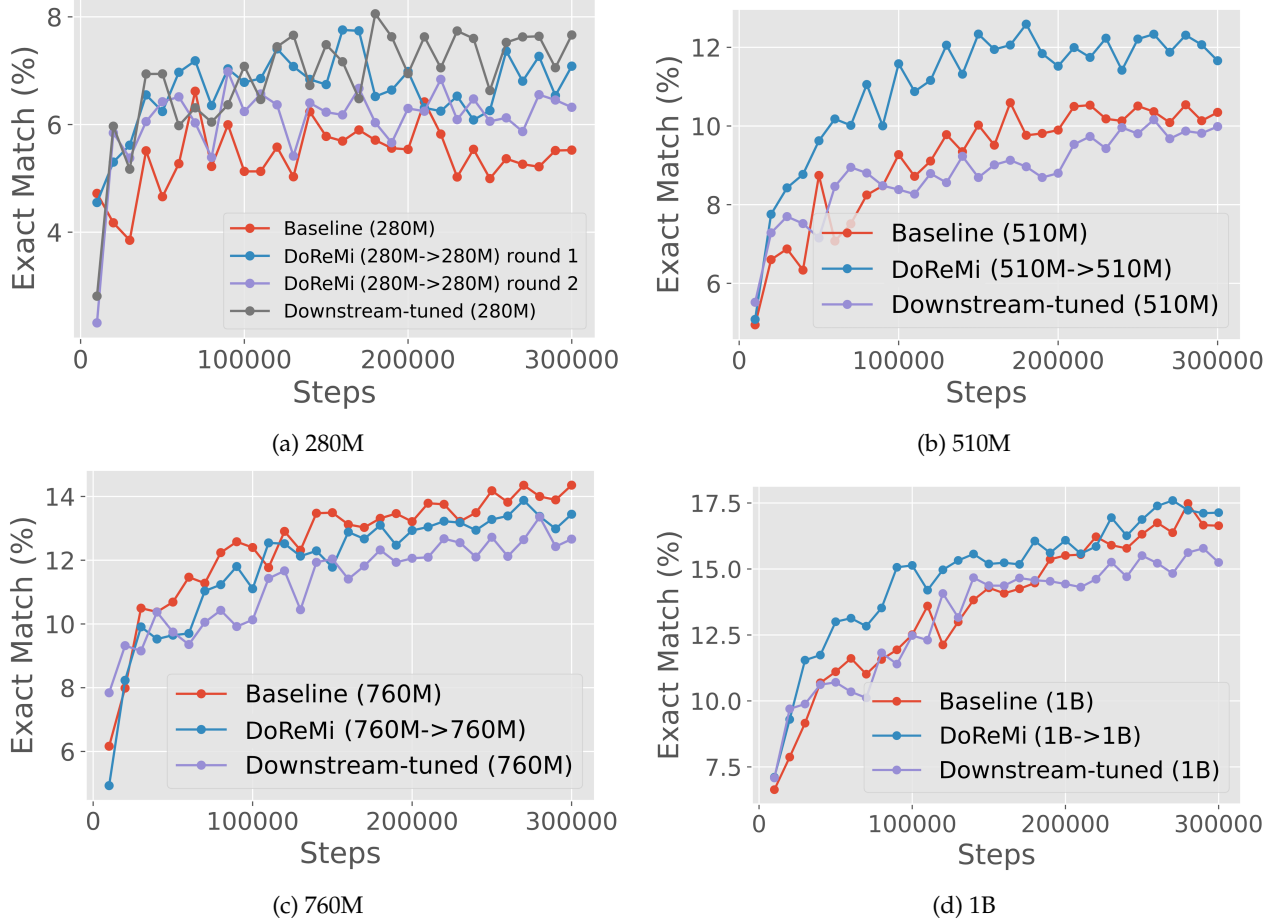 8
6
4
Exact Match (%)
Baseline (280M)
DoReMi (280M->280M) round 1
DoReMi (280M->280M) round 2
Downstream-tuned (280M)
0 100000 200000 300000
Steps
(a) 280M
12
10
8
6
Exact Match (%)
Baseline (510M)
DoReMi (510M->510M)
Downstream-tuned (510M)
0 100000 200000 300000
Steps
(b) 510M
14
12
10
8
6
Exact Match (%)
Baseline (760M)
DoReMi (760M->760M)
Downstream-tuned (760M)
0 100000 200000 300000
Steps
(c) 760M
17.5
15.0
12.5
10.0
7.5
Exact Match (%)
Baseline (1B)
DoReMi (1B->1B)
Downstream-tuned (1B)
0 100000 200000 300000
Steps
(d) 1B